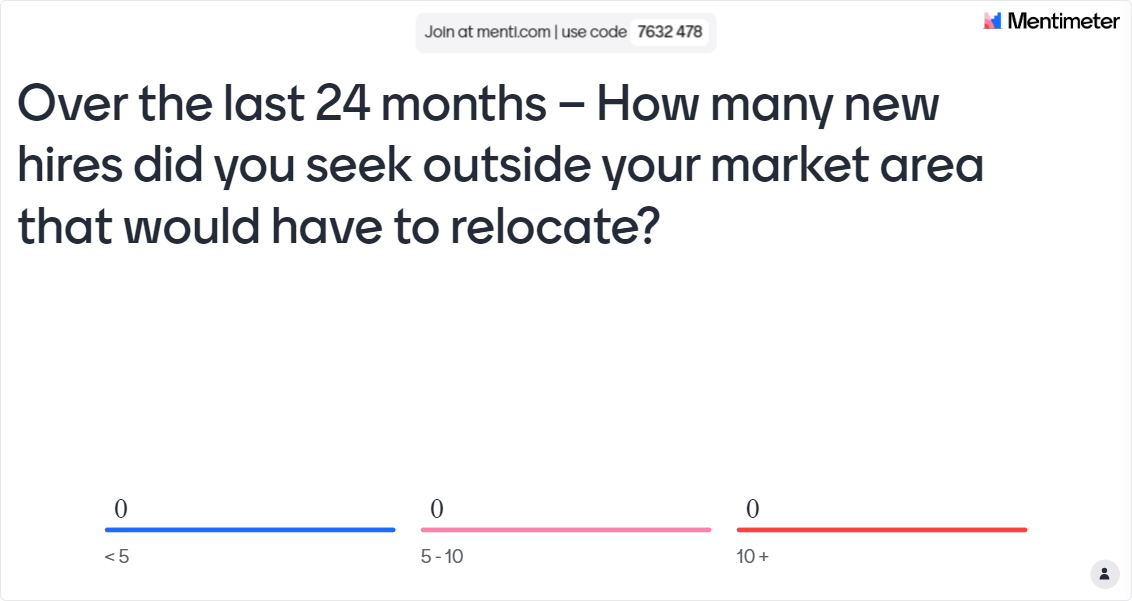 Join at menti.com | use code 7632 478
Mentimeter
Over the last 24 months – How many new
hires did you seek outside your market area
that would have to relocate?
0
0
0
< 5
5 - 10
10 +